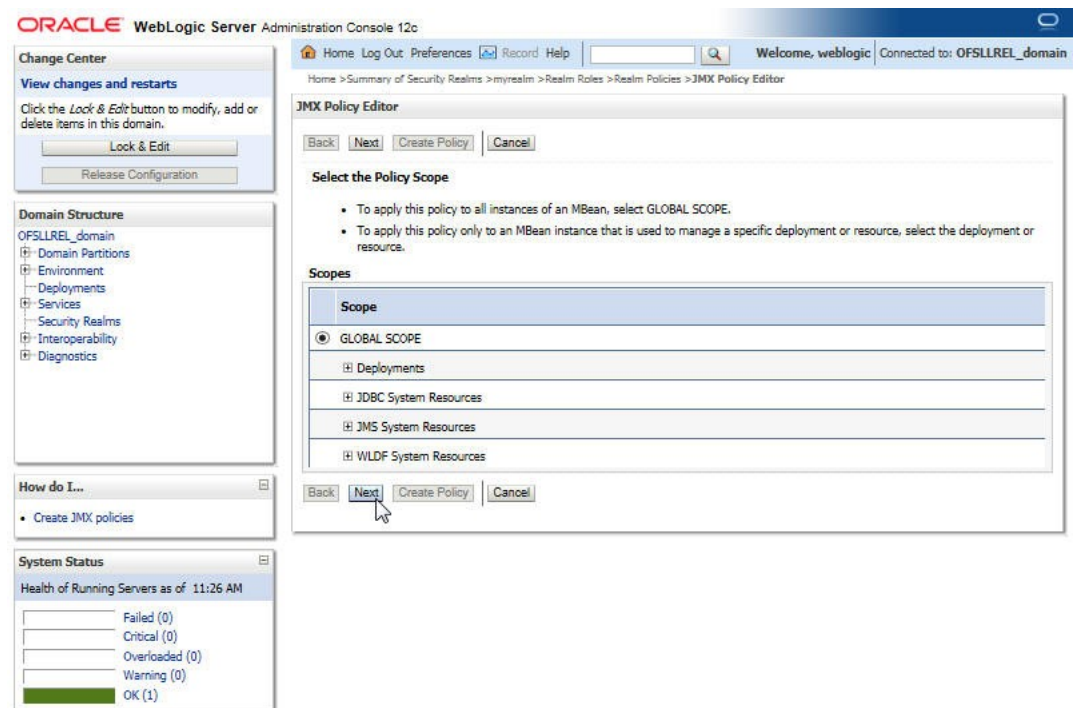 ORACLE WebLogic Server Administration Console 12c
Change Center
View changes and restarts
Click the Lock & Edit button to modify, add or
delete items in this domain.
Lock & Edit
Release Configuration
Domain Structure
OFSLLREL_domain
Domain Partitions
Environment
Deployments
Services
Security Realms
Interoperability
Diagnostics
How do I...
Create JMX policies
System Status
Health of Running Servers as of 11:26 AM
Failed (0)
Critical (0)
Overloaded (0)
Warning (0)
OK (1)
Home Log Out Preferences Record Help
Welcome, weblogic Connected to: OFSLLREL_domain
Home >Summary of Security Realms >myrealm >Realm Roles >Realm Policies >JMX Policy Editor
JMX Policy Editor
Back Next Create Policy Cancel
Select the Policy Scope
• To apply this policy to all instances of an MBean, select GLOBAL SCOPE.
• To apply this policy only to an MBean instance that is used to manage a specific deployment or resource, select the deployment or
resource.
Scopes
Scope
GLOBAL SCOPE
Deployments
JDBC System Resources
JMS System Resources
WLDF System Resources
Back Next Create Policy Cancel